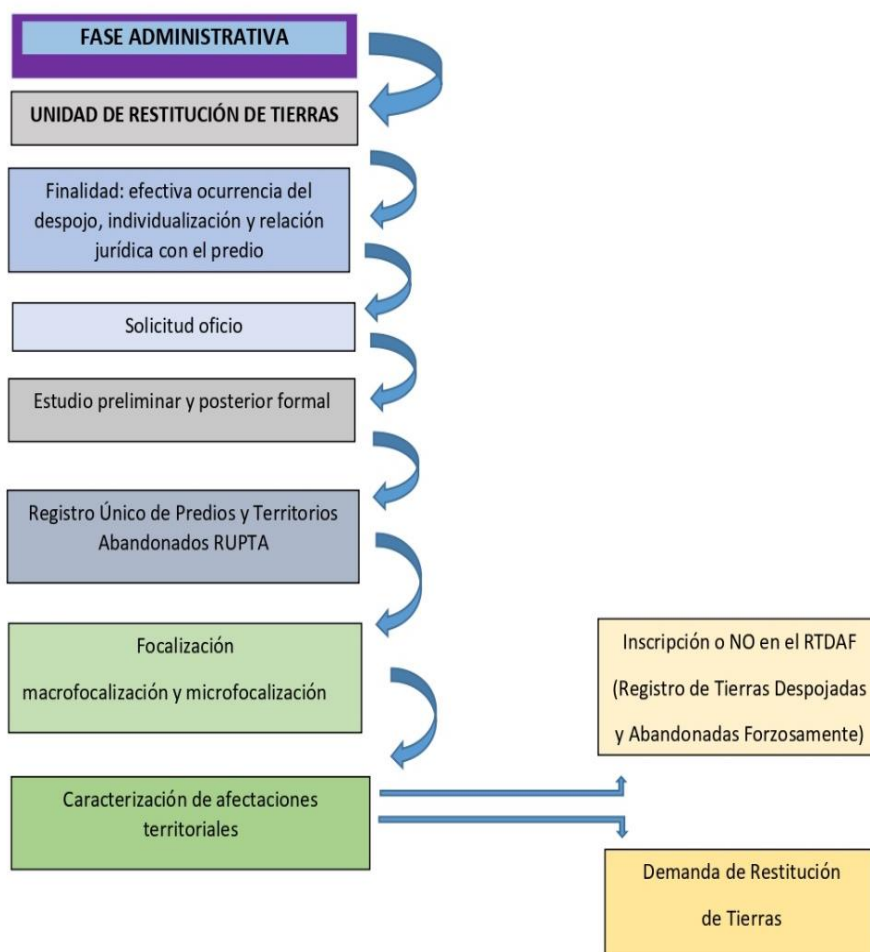 FASE ADMINISTRATIVA
UNIDAD DE RESTITUCIÓN DE TIERRAS
Finalidad: efectiva ocurrencia del
despojo, individualización y relación
jurídica con el predio
Solicitud oficio
Estudio preliminar y posterior formal
Registro Único de Predios y Territorios
Abandonados RUPTA
Focalización
macrofocalización y microfocalización
Caracterización de afectaciones
territoriales
Inscripción o NO en el RTDAF
(Registro de Tierras Despojadas
y Abandonadas Forzosamente)
Demanda de Restitución
de Tierras